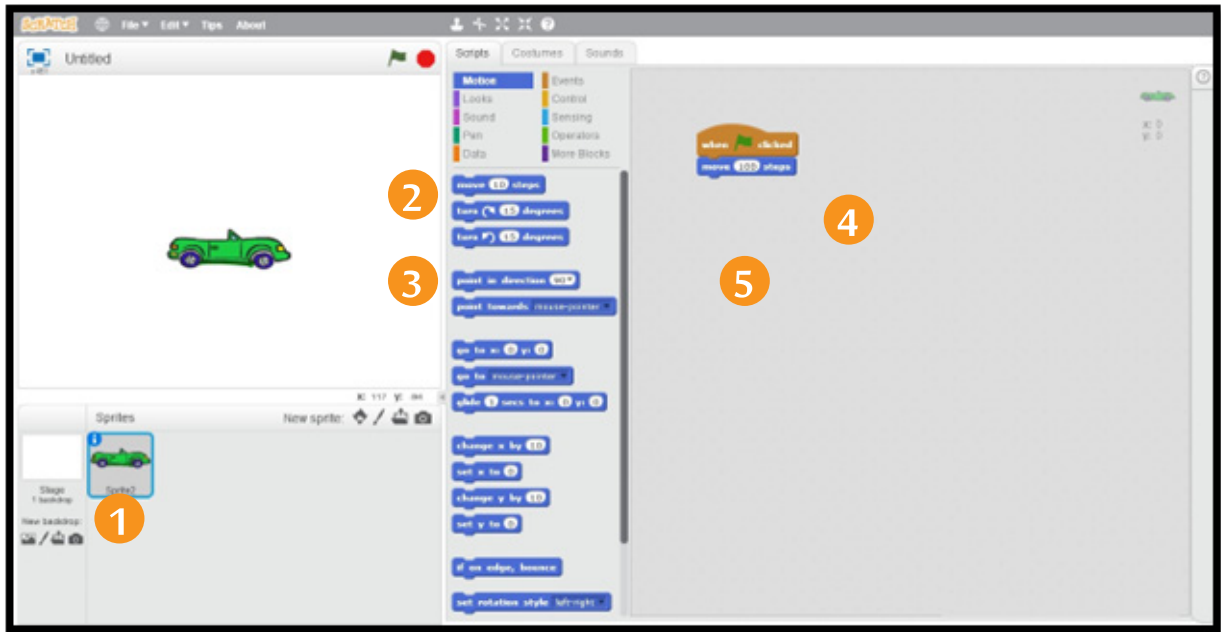 SCRATCH File Edit Tips About
Untitled
Scripts Costumes Sounds
Motion Events
Looks Control
Sound Sensing
Pen Operators
Data More Blocks
when clicked
move 100 steps
x: 0
y: 0
2
move 10 steps
turn 15 degrees
turn 15 degrees
4
3
5
point in direction 90
point towards mouse-pointer
go to x: 0 y: 0
go to mouse-pointer
glide 1 secs to x: 0 y: 0
X: 117 Y:
Sprites New sprite:
change x by 10
set x to 0
change y by 10
set y to 0
Stage
1 backdrop
Sprite2
1
New backdrop:
if on edge, bounce
set rotation style left-right